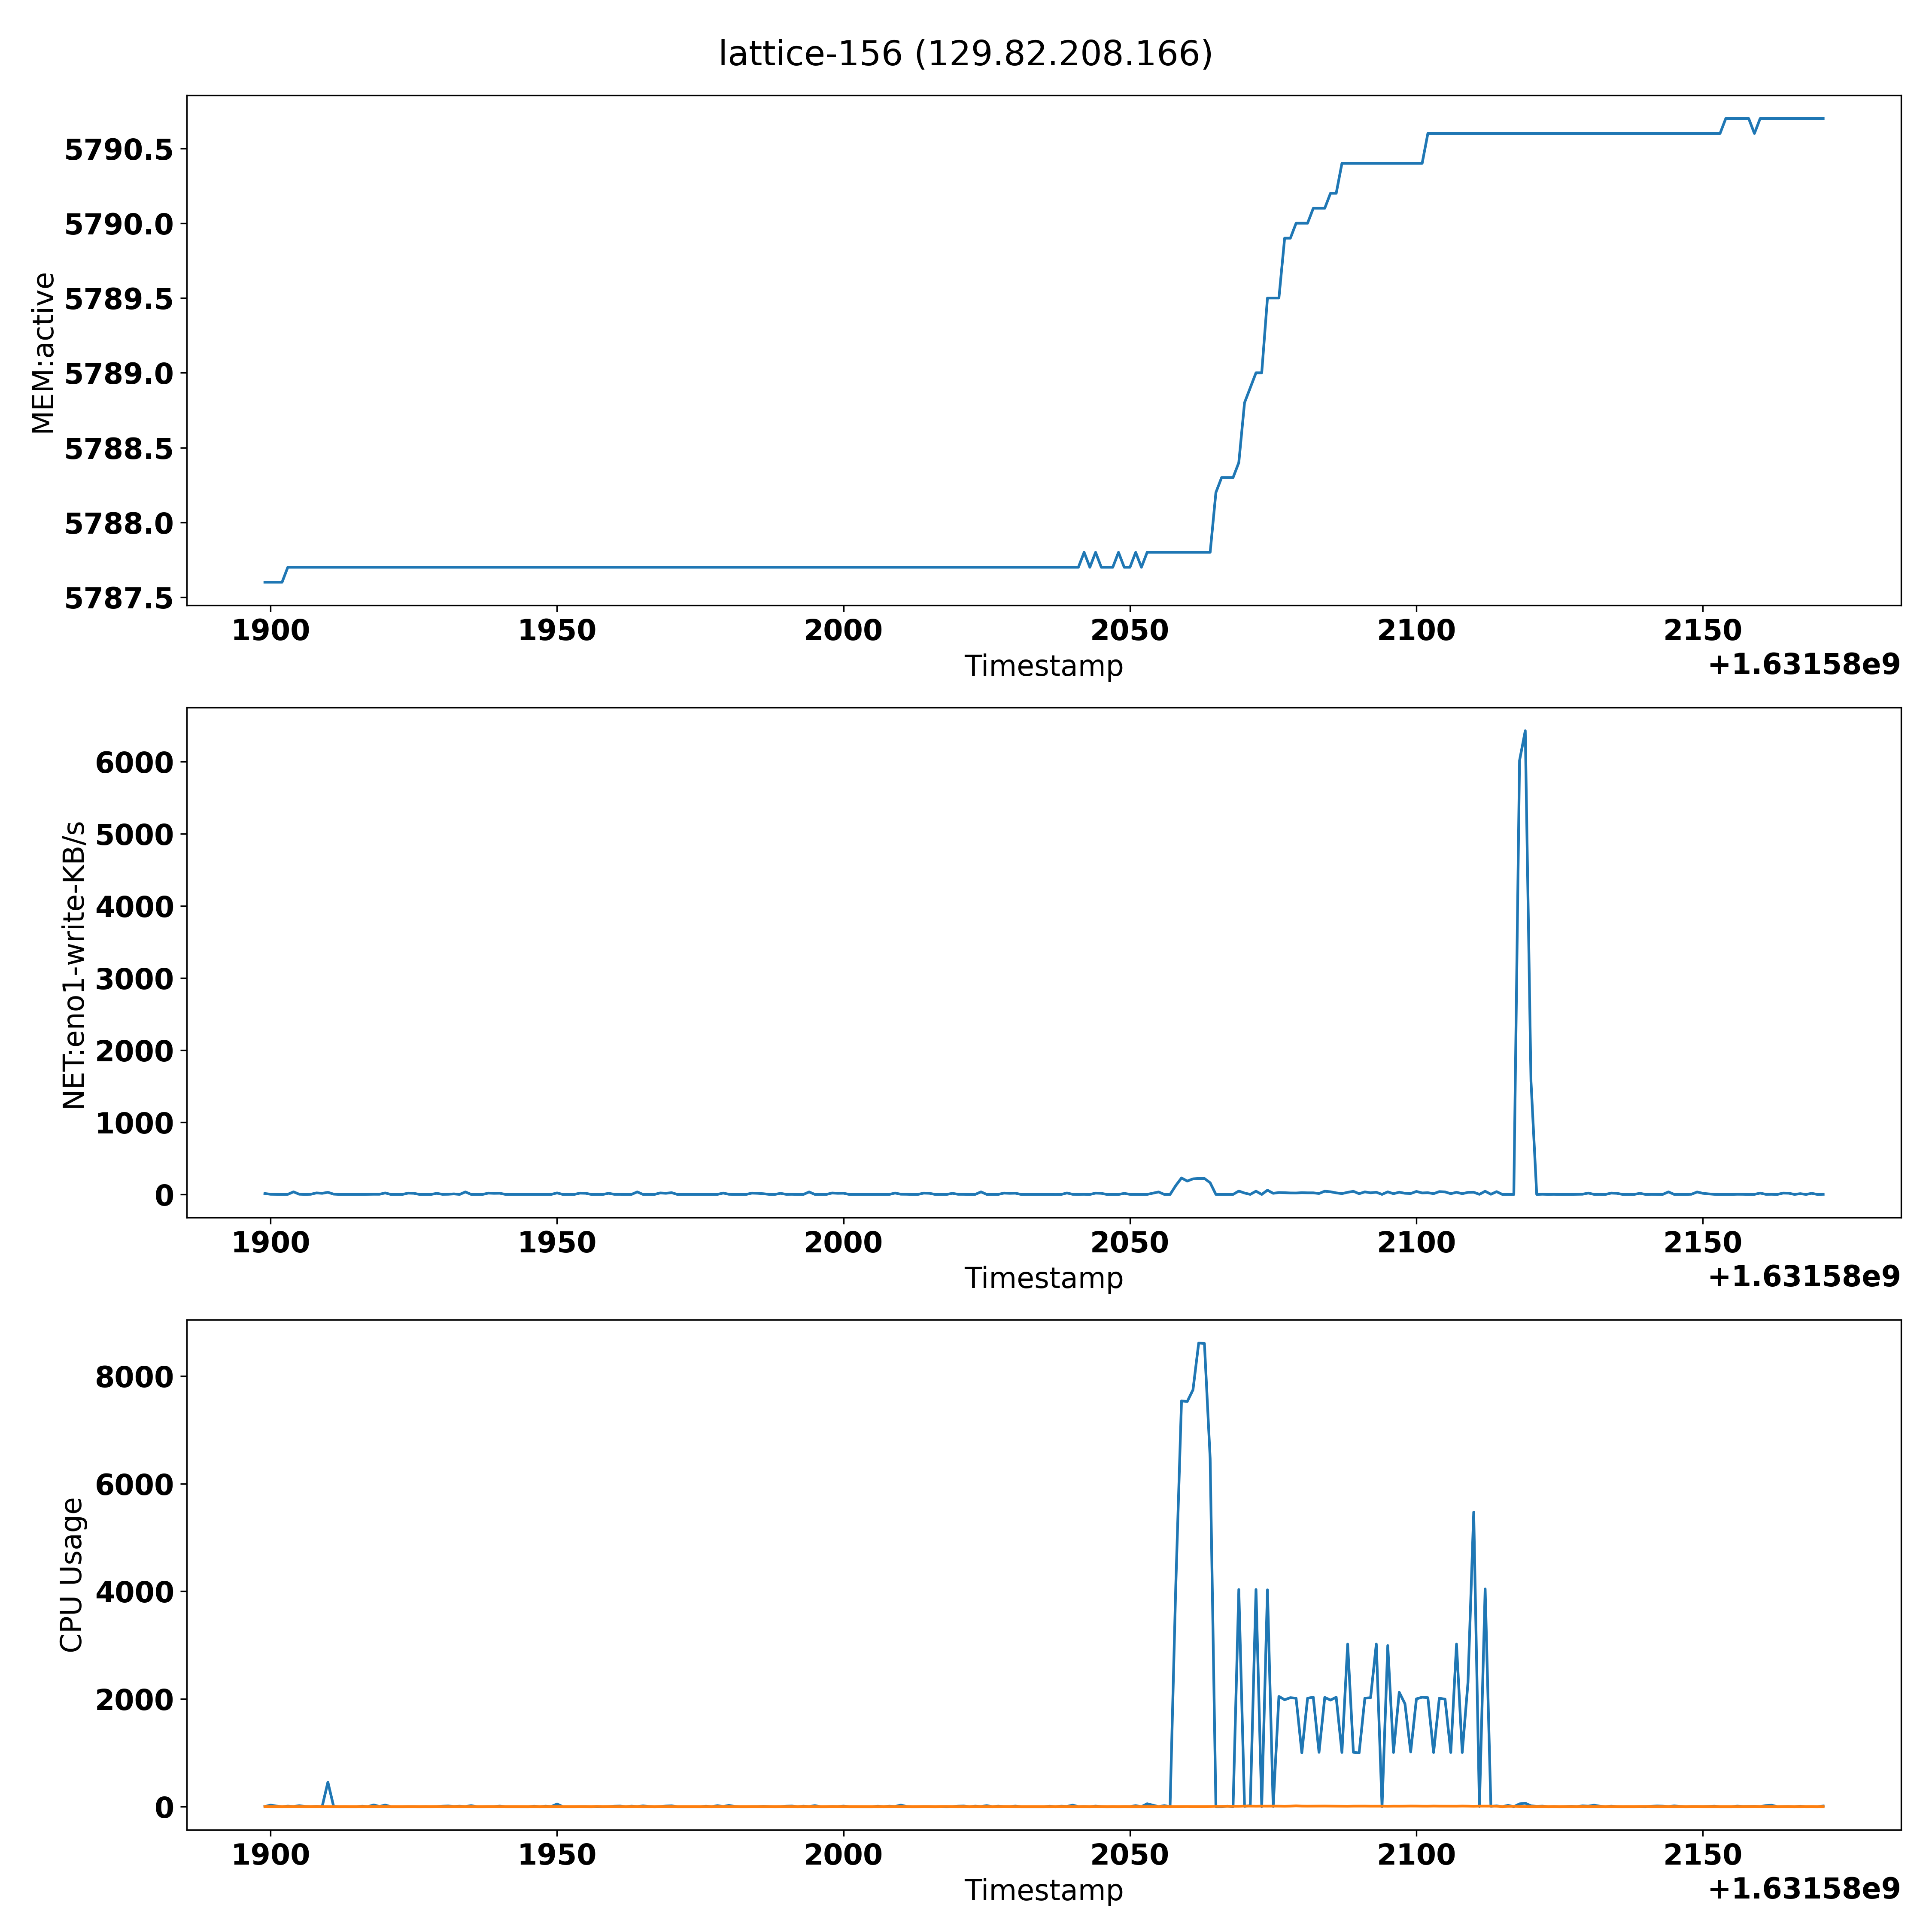 lattice-156 (129.82.208.166)
MEM:active
5790.5
5790.0
5789.5
5789.0
5788.5
5788.0
5787.5
1900 1950 2000 2050 2100 2150
Timestamp
+1.63158e9
NET:eno1-write-KB/s
6000
5000
4000
3000
2000
1000
0
1900 1950 2000 2050 2100 2150
Timestamp
+1.63158e9
CPU Usage
8000
6000
4000
2000
0
1900 1950 2000 2050 2100 2150
Timestamp
+1.63158e9